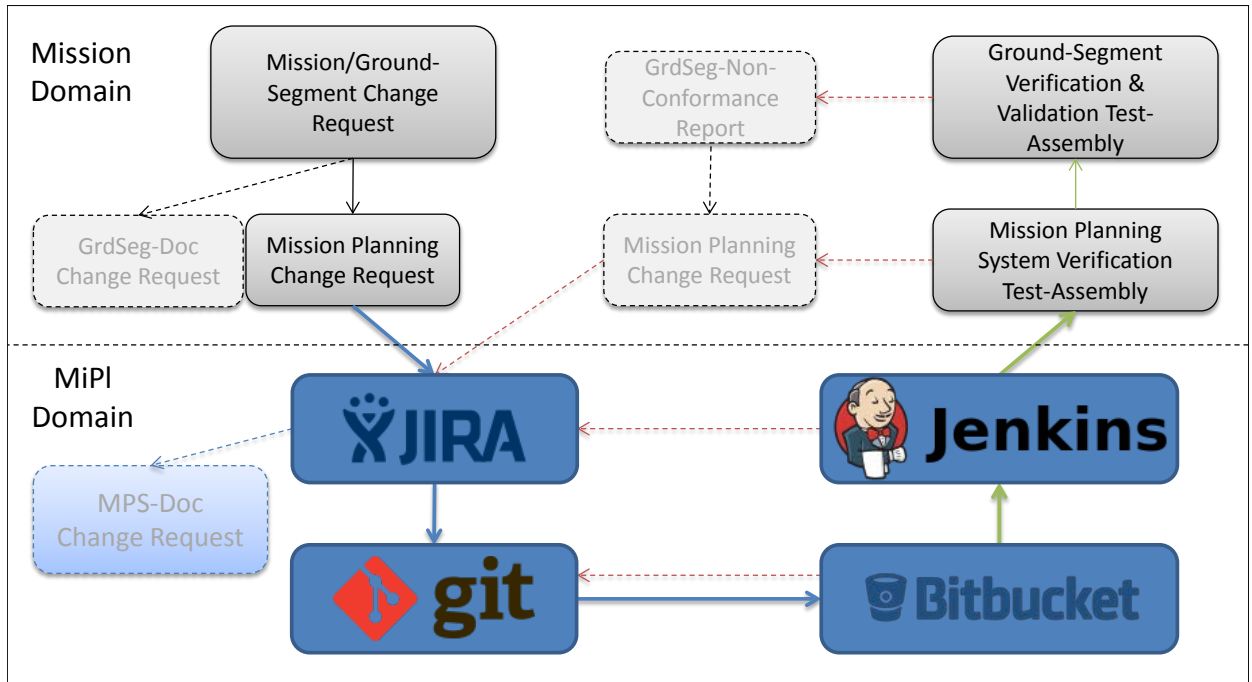 Mission
Domain
Mission/Ground-
Segment Change
Request
GrdSeg-Non-
Conformance
Report
Ground-Segment
Verification &
Validation Test-
Assembly
GrdSeg-Doc
Change Request
Mission Planning
Change Request
Mission Planning
Change Request
Mission Planning
System Verification
Test-Assembly
MiPl
Domain
JIRA
Jenkins
MPS-Doc
Change Request
git
Bitbucket